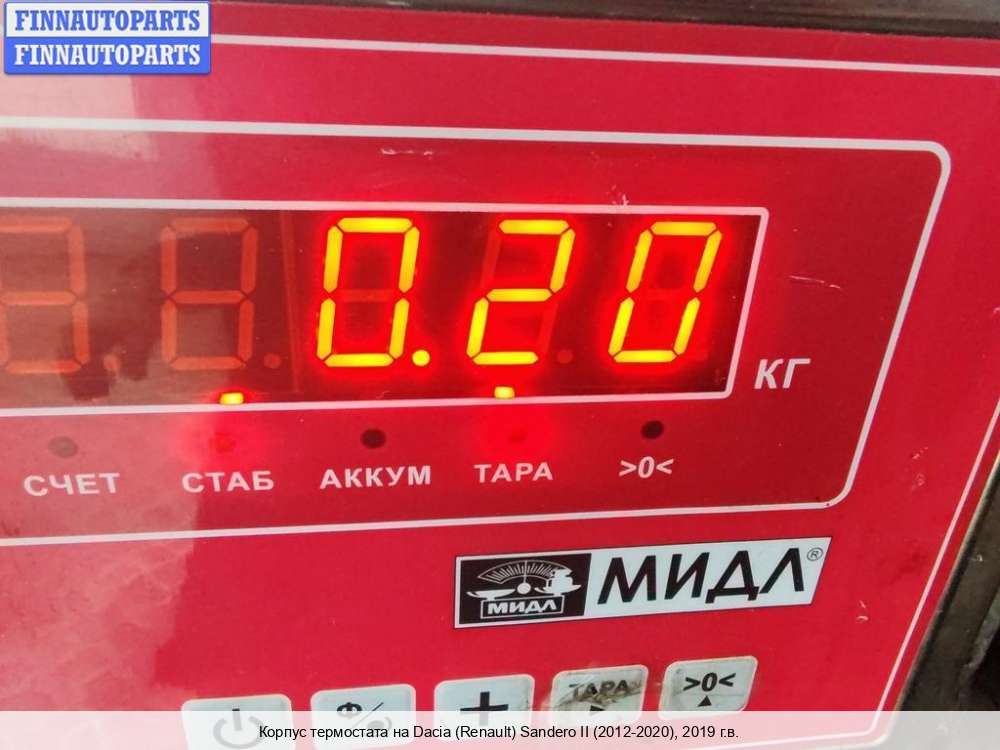 FINNAUTOPARTS
FINNAUTOPARTS
0.20
КГ
СЧЕТ СТАБ АККУМ ТАРА >0<
МИДЛ МИДЛ®
Ф + ТАРА >0<
Корпус термостата на Dacia (Renault) Sandero II (2012-2020), 2019 г.в.